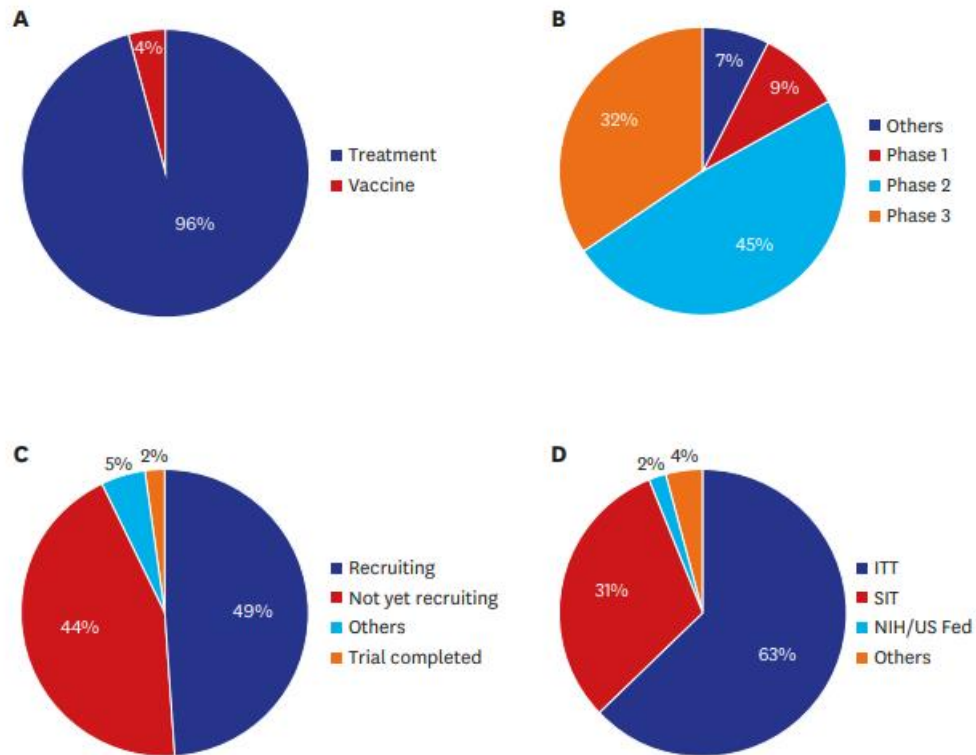 A
4%
96%
Treatment
Vaccine
B
7%
9%
32%
45%
Others
Phase 1
Phase 2
Phase 3
C
5%
2%
44%
49%
Recruiting
Not yet recruiting
Others
Trial completed
D
2%
4%
31%
63%
ITT
SIT
NIH/US Fed
Others